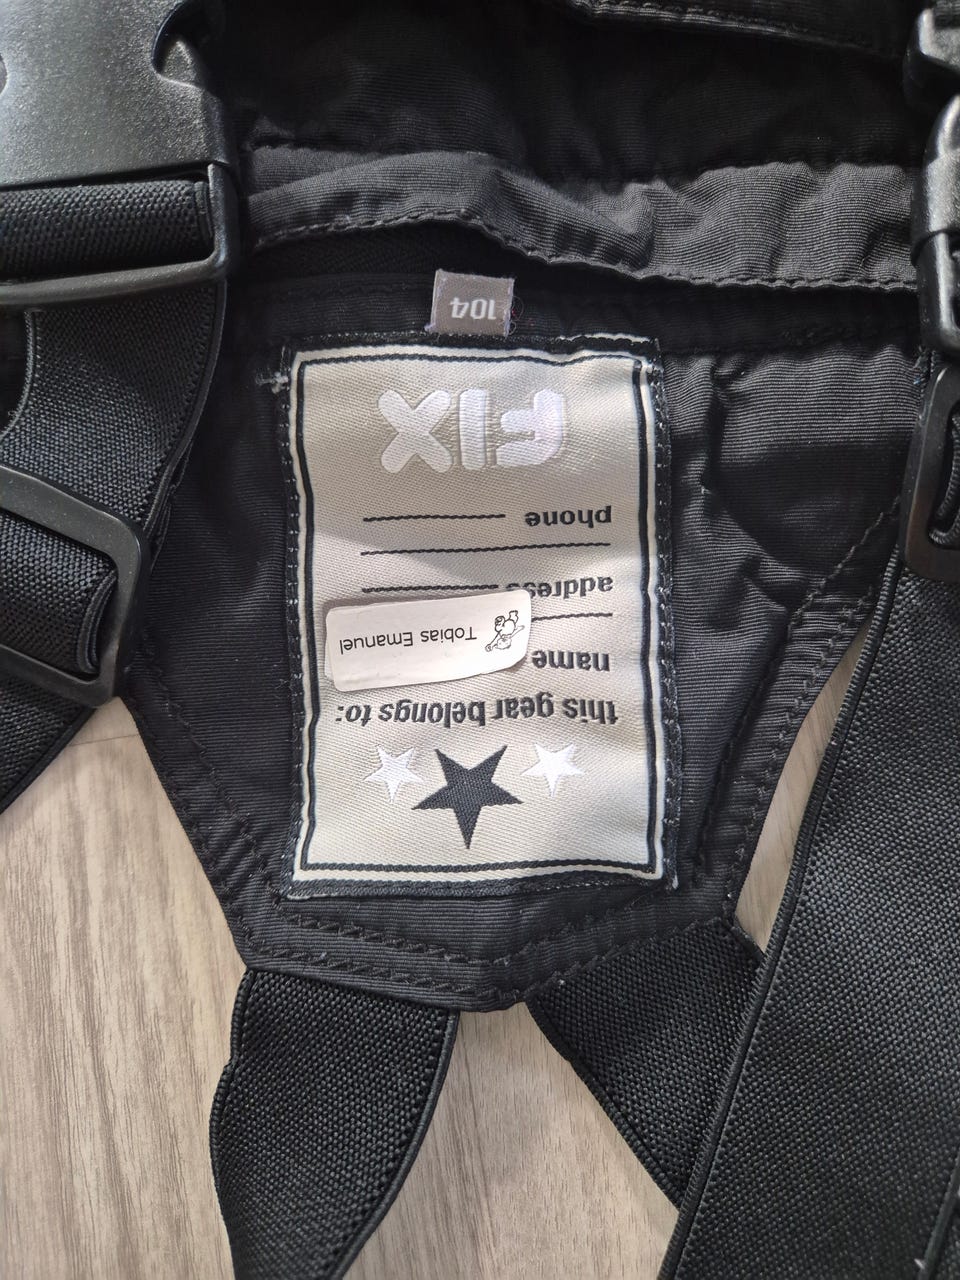 this gear belongs to:
name
Tobias Emanuel
address
phone
FIX
104